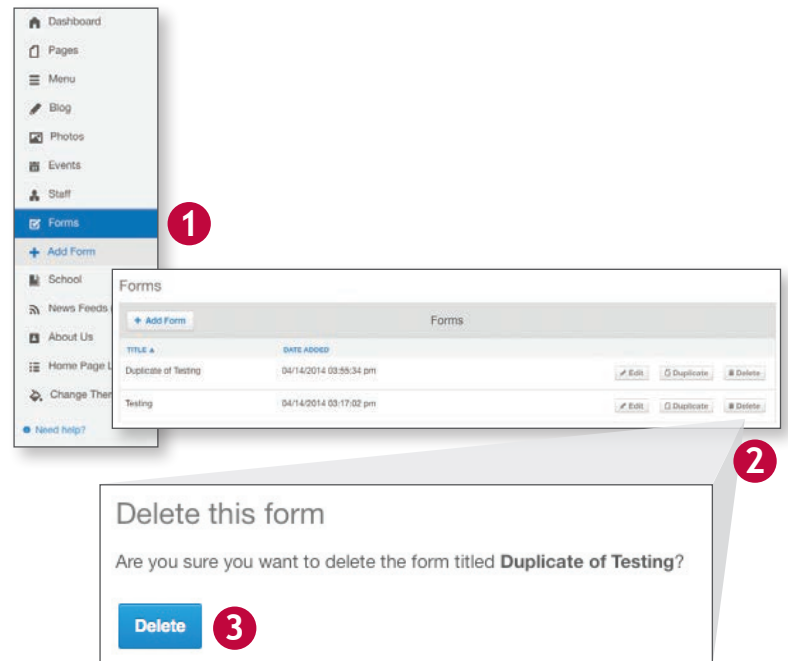 Dashboard
Pages
Menu
Blog
Photos
Events
Staff
Forms
1
Add Form
School
News Feeds
About Us
Home Page L
Change Ther
Need help?
Forms
+ Add Form Forms
TITLE DATE ADDED
Duplicate of Testing 04/14/2014 03:55:34 pm Edit Duplicate Delete
Testing 04/14/2014 03:17:02 pm Edit Duplicate Delete
2
Delete this form
Are you sure you want to delete the form titled Duplicate of Testing?
Delete 3